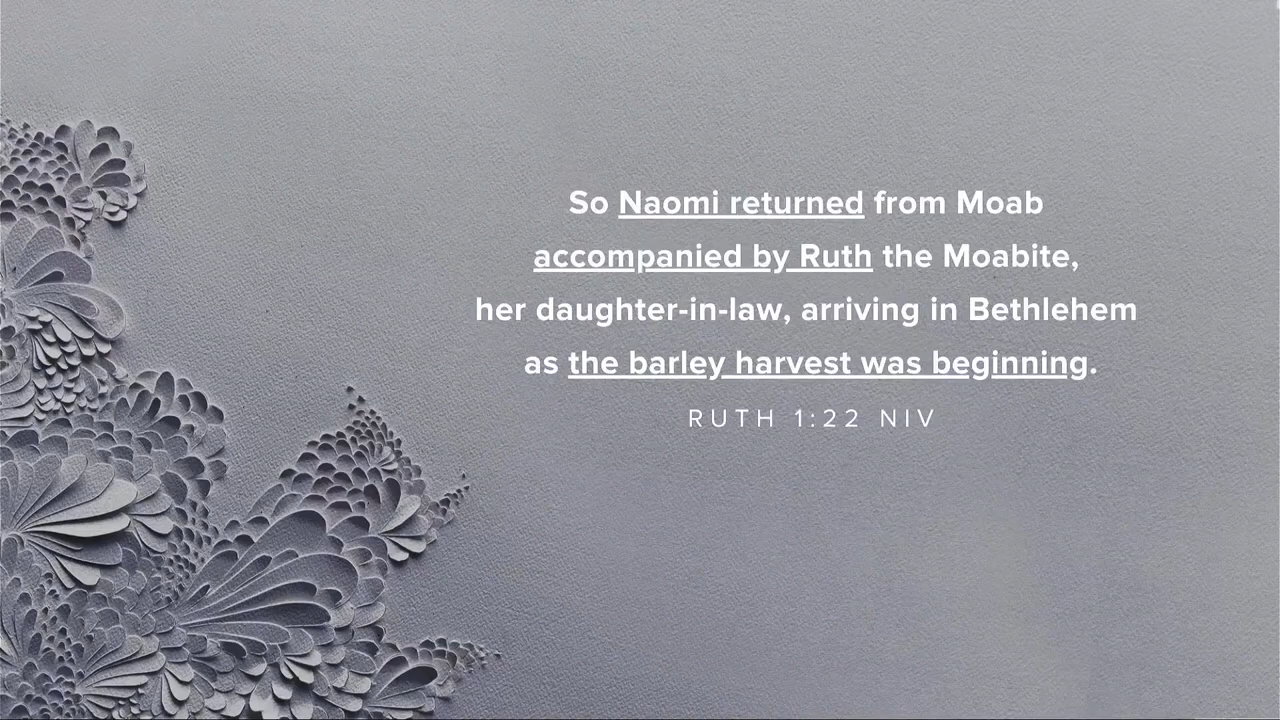 So Naomi returned from Moab
accompanied by Ruth the Moabite,
her daughter-in-law, arriving in Bethlehem
as the barley harvest was beginning.
RUTH 1:22 NIV